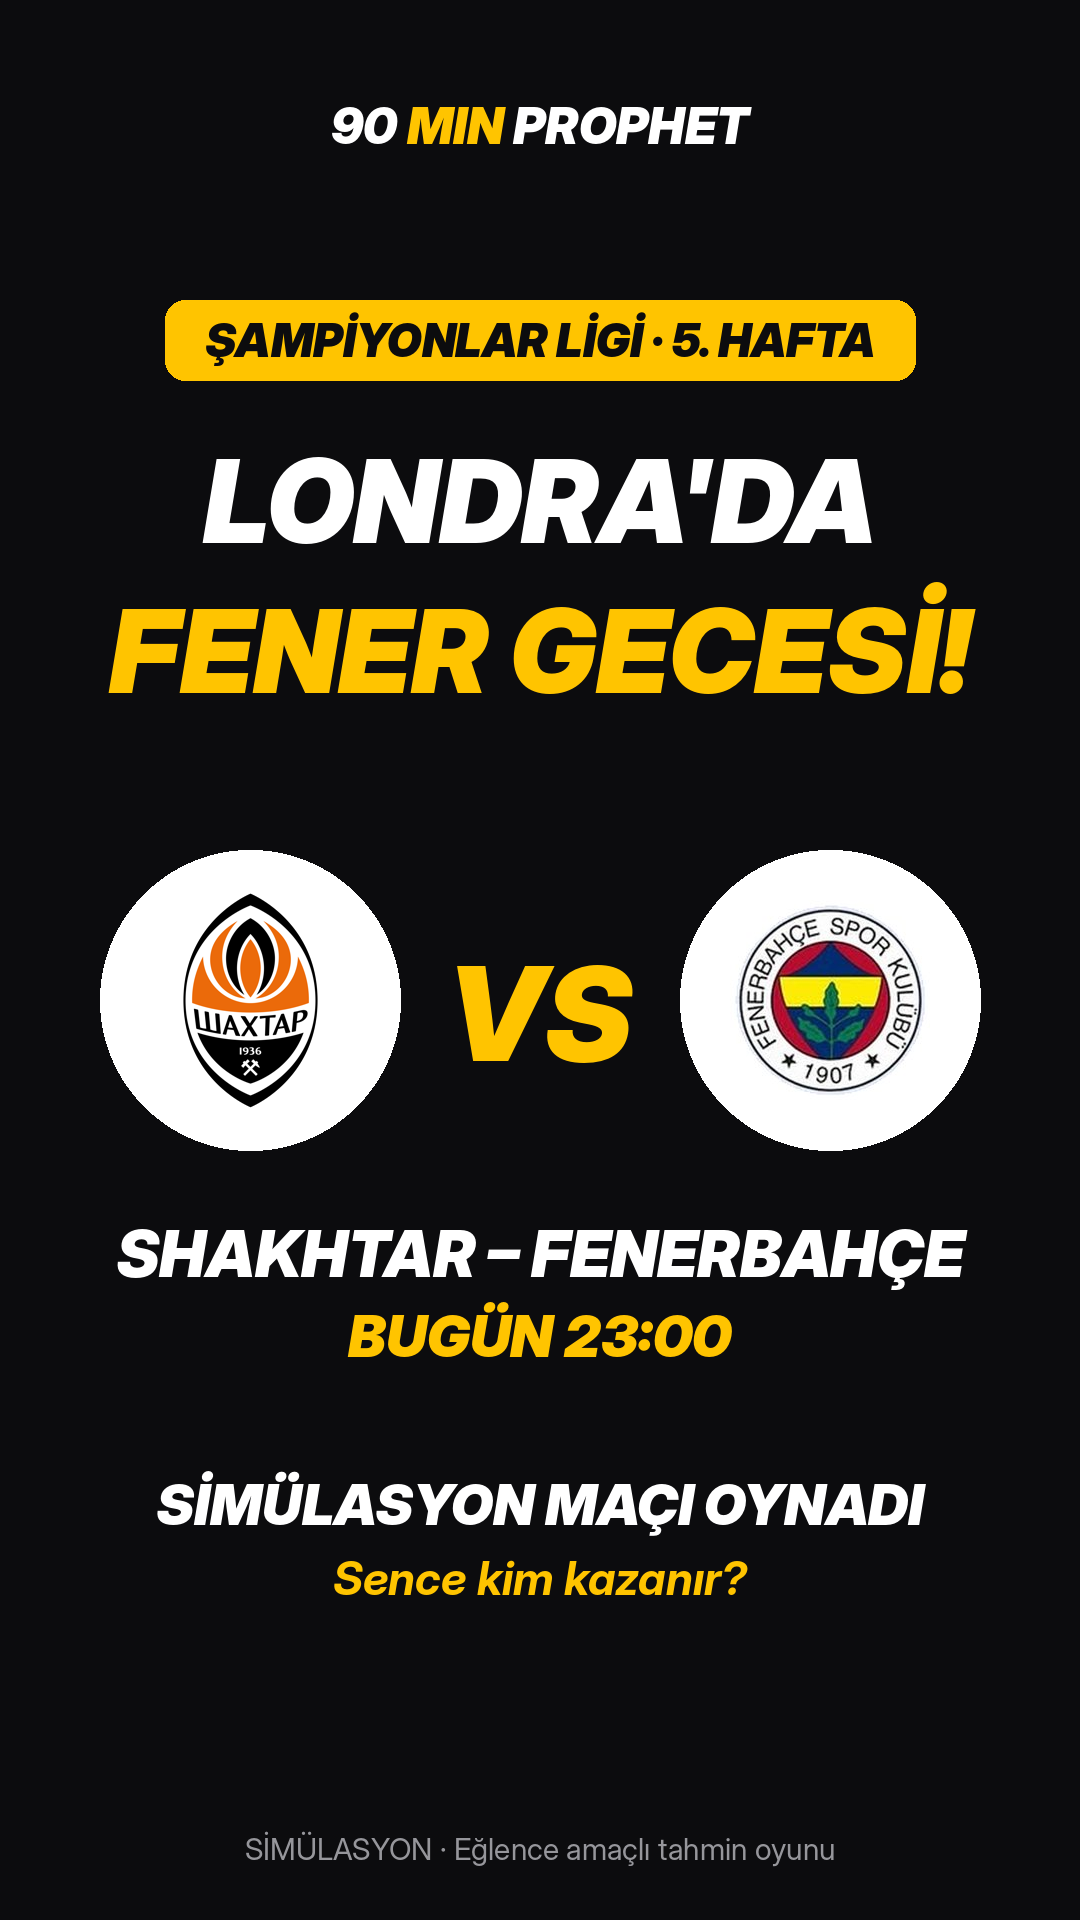 90 MIN PROPHET
ŞAMPİYONLAR LİGİ · 5. HAFTA
LONDRA'DA
FENER GECESİ!
ШАХТАР
1936
VS
FENERBAHÇE SPOR KULÜBÜ
★ 1907 ★
SHAKHTAR – FENERBAHÇE
BUGÜN 23:00
SİMÜLASYON MAÇI OYNADI
Sence kim kazanır?
SİMÜLASYON · Eğlence amaçlı tahmin oyunu